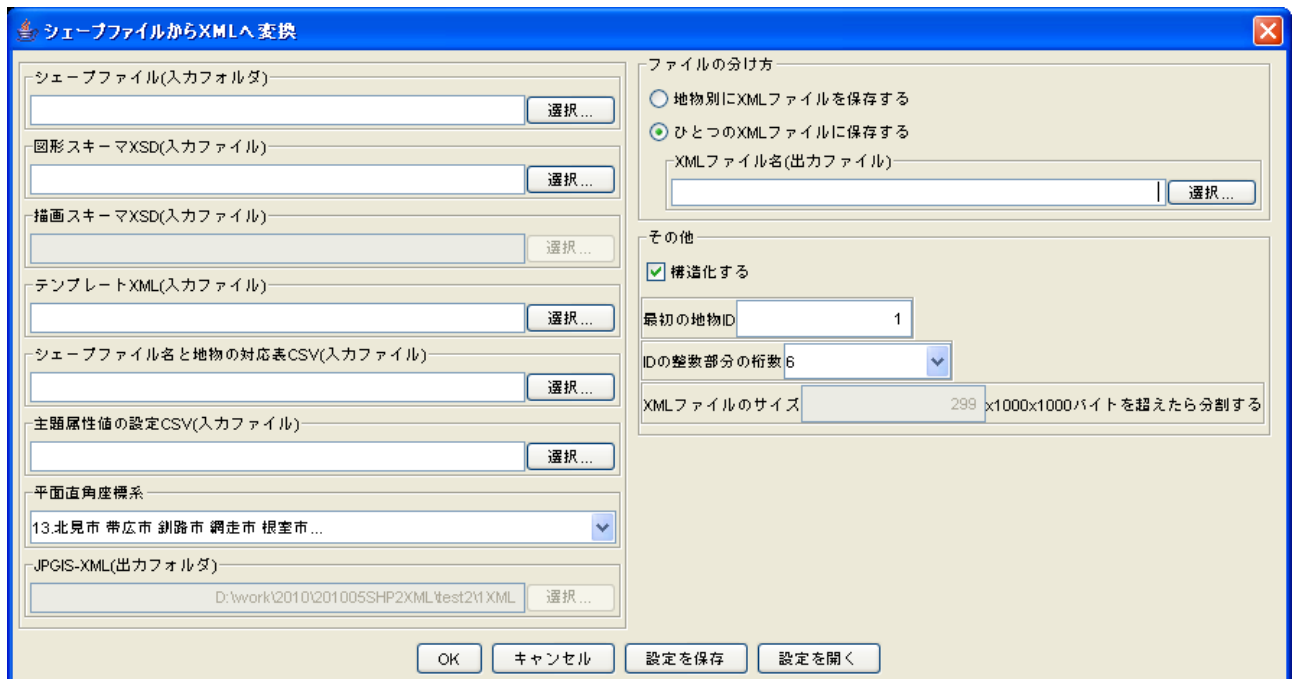 シェープファイルからXMLへ変換
シェープファイル(入力フォルダ)
選択...
図形スキーマXSD(入力ファイル)
選択...
描画スキーマXSD(入力ファイル)
選択...
テンプレートXML(入力ファイル)
選択...
シェープファイル名と地物の対応表CSV(入力ファイル)
選択...
主題属性値の設定CSV(入力ファイル)
選択...
平面直角座標系
13.北見市 帯広市 釧路市 網走市 根室市...
JPGIS-XML(出力フォルダ)
D:\work\2010\201005SHP2XML\test2\1XML 選択...
ファイルの分け方
地物別にXMLファイルを保存する
ひとつのXMLファイルに保存する
XMLファイル名(出力ファイル)
選択...
その他
構造化する
最初の地物ID 1
IDの整数部分の桁数 6
XMLファイルのサイズ 299 x1000x1000バイトを超えたら分割する
OK キャンセル 設定を保存 設定を開く